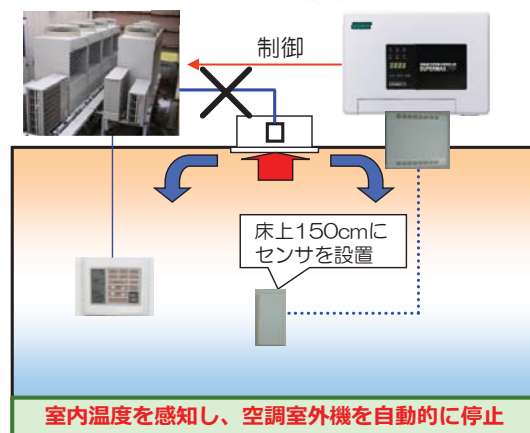 制御
SUPERMAX
床上150cmに
センサを設置
室内温度を感知し、空調室外機を自動的に停止